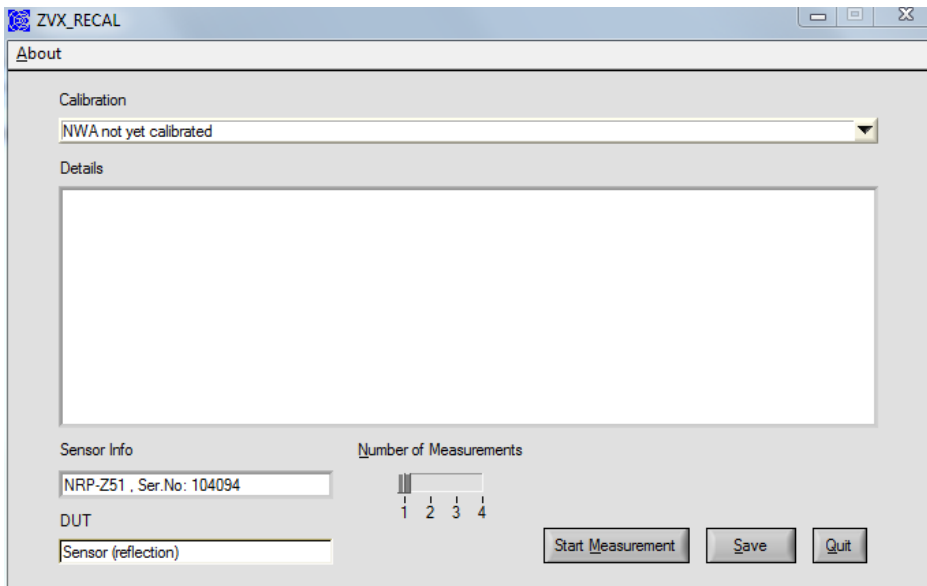 ZVX_RECAL
About
Calibration
NWA not yet calibrated
Details
Sensor Info
Number of Measurements
NRP-Z51 , Ser.No: 104094
1 2 3 4
DUT
Sensor (reflection)
Start Measurement Save Quit